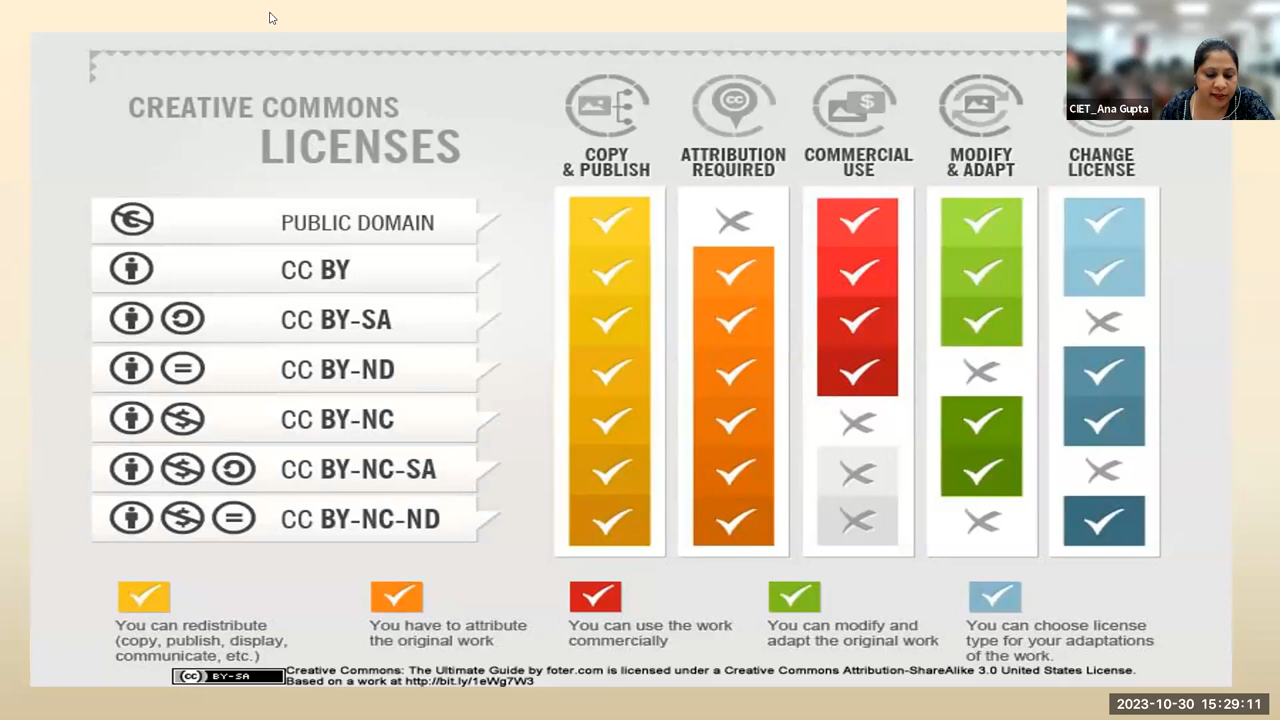 CIET_Ana Gupta
CREATIVE COMMONS
LICENSES
COPY
& PUBLISH
ATTRIBUTION
REQUIRED
COMMERCIAL
USE
MODIFY
& ADAPT
CHANGE
LICENSE
PUBLIC DOMAIN
CC BY
CC BY-SA
CC BY-ND
CC BY-NC
CC BY-NC-SA
CC BY-NC-ND
You can redistribute
(copy, publish, display,
communicate, etc.)
You have to attribute
the original work
You can use the work
commercially
You can modify and
adapt the original work
You can choose license
type for your adaptations
of the work.
cc BY-SA
Creative Commons: The Ultimate Guide by foter.com is licensed under a Creative Commons Attribution-ShareAlike 3.0 United States License.
Based on a work at http://bit.ly/1eWg7W3
2023-10-30 15:29:11